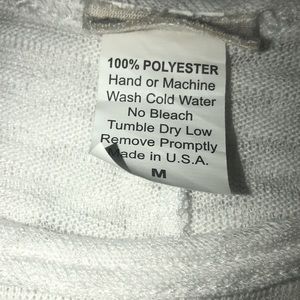 100% POLYESTER
Hand or Machine
Wash Cold Water
No Bleach
Tumble Dry Low
Remove Promptly
Made in U.S.A.
M